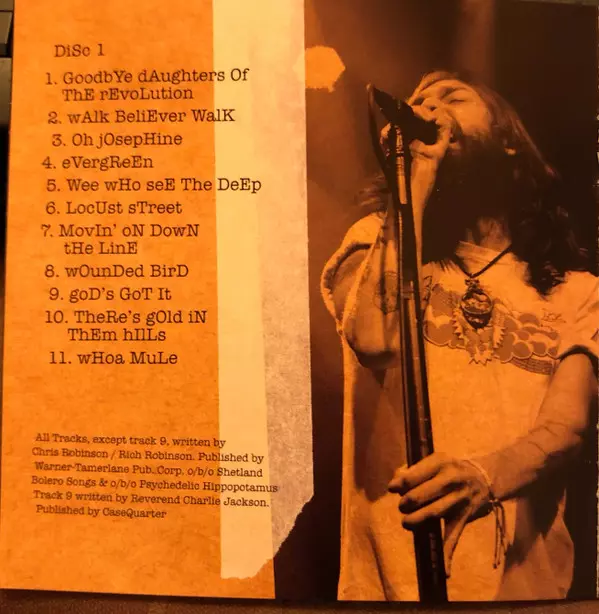 DiSc 1
1. GoodbYe dAughters Of
ThE rEvoLution
2. wAlk BeliEver WalK
3. Oh jOsepHine
4. eVergReEn
5. Wee wHo seE The DeEp
6. LocUst sTreet
7. MovIn' oN DowN
tHe LinE
8. wOunDed BirD
9. goD's GoT It
10. TheRe's gOld iN
ThEm hIlLs
11. wHoa MuLe
All Tracks, except track 9, written by
Chris Robinson / Rich Robinson. Published by
Warner-Tamerlane Pub. Corp. o/b/o Shetland
Bolero Songs & o/b/o Psychedelic Hippopotamus
Track 9 written by Reverend Charlie Jackson.
Published by CaseQuarter